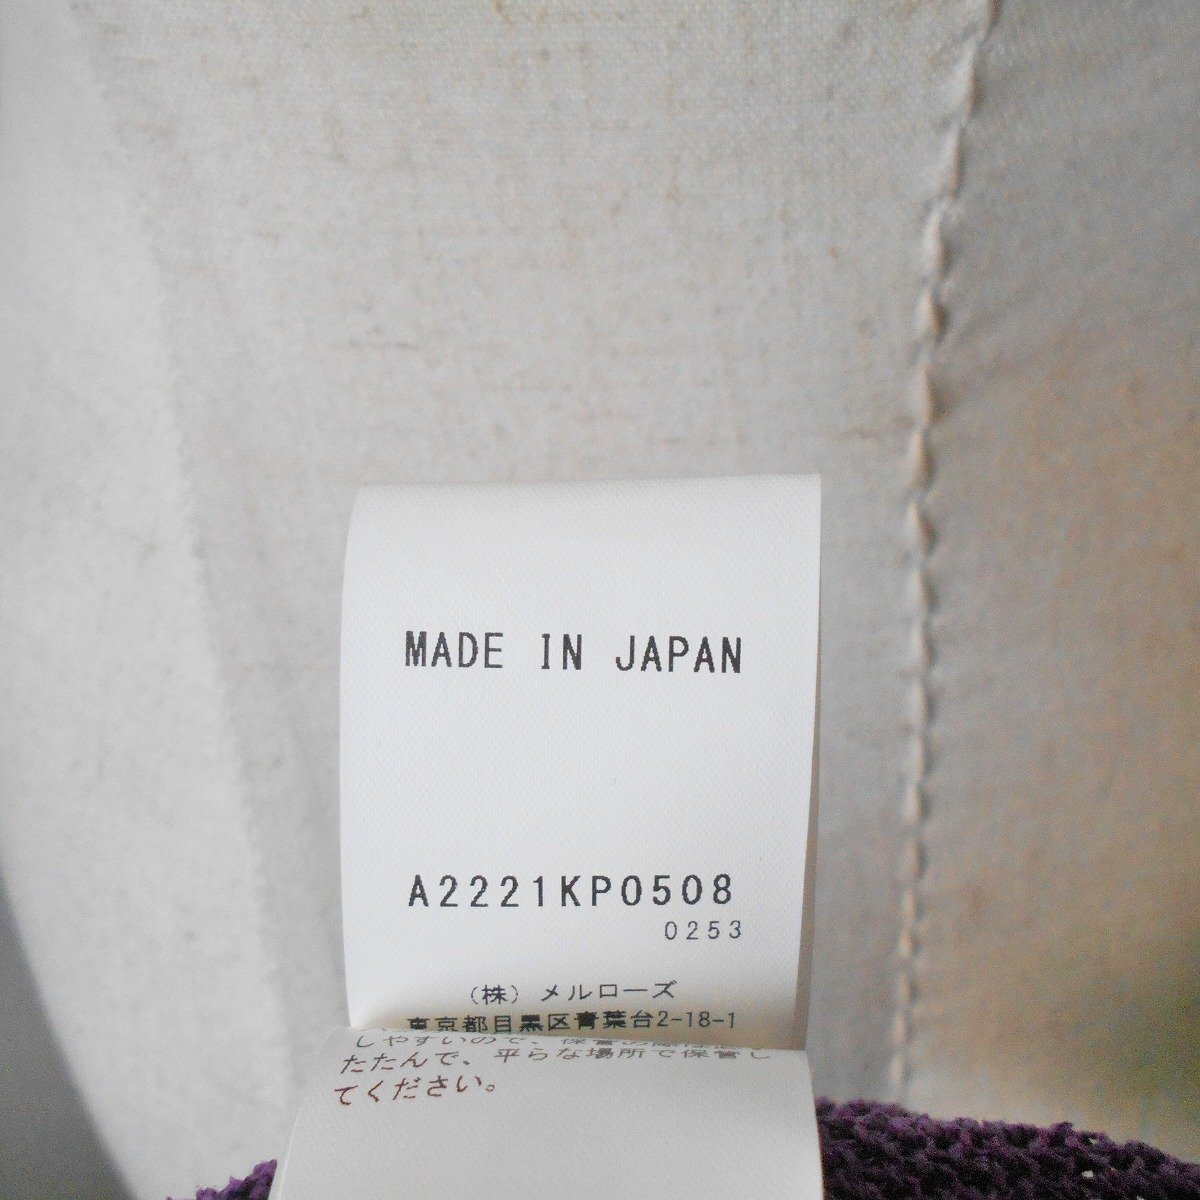 MADE IN JAPAN
A2221KP0508
0253
（株）メルローズ
東京都目黒区青葉台2-18-1
しやすいので、保管の
たたんで、平らな場所で保管し
てください。